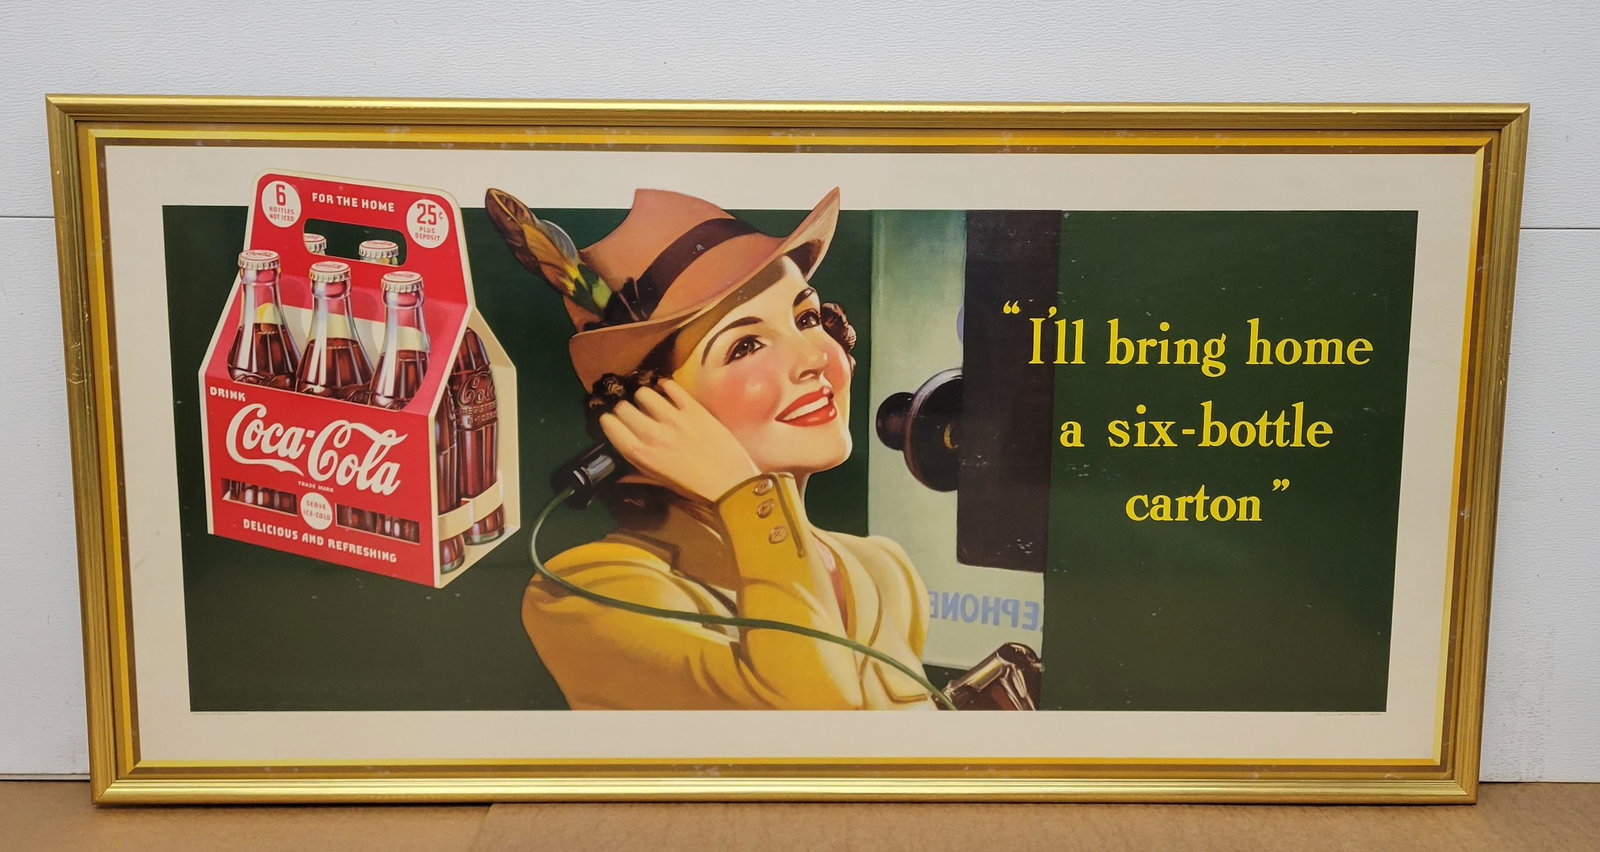 6
BOTTLES
NOT ICED
FOR THE HOME
25¢
PLUS
DEPOSIT
DRINK
Coca-Cola
TRADE MARK
SERVE
ICE-COLD
DELICIOUS AND REFRESHING
“I'll bring home
a six-bottle
carton”
EPHONE